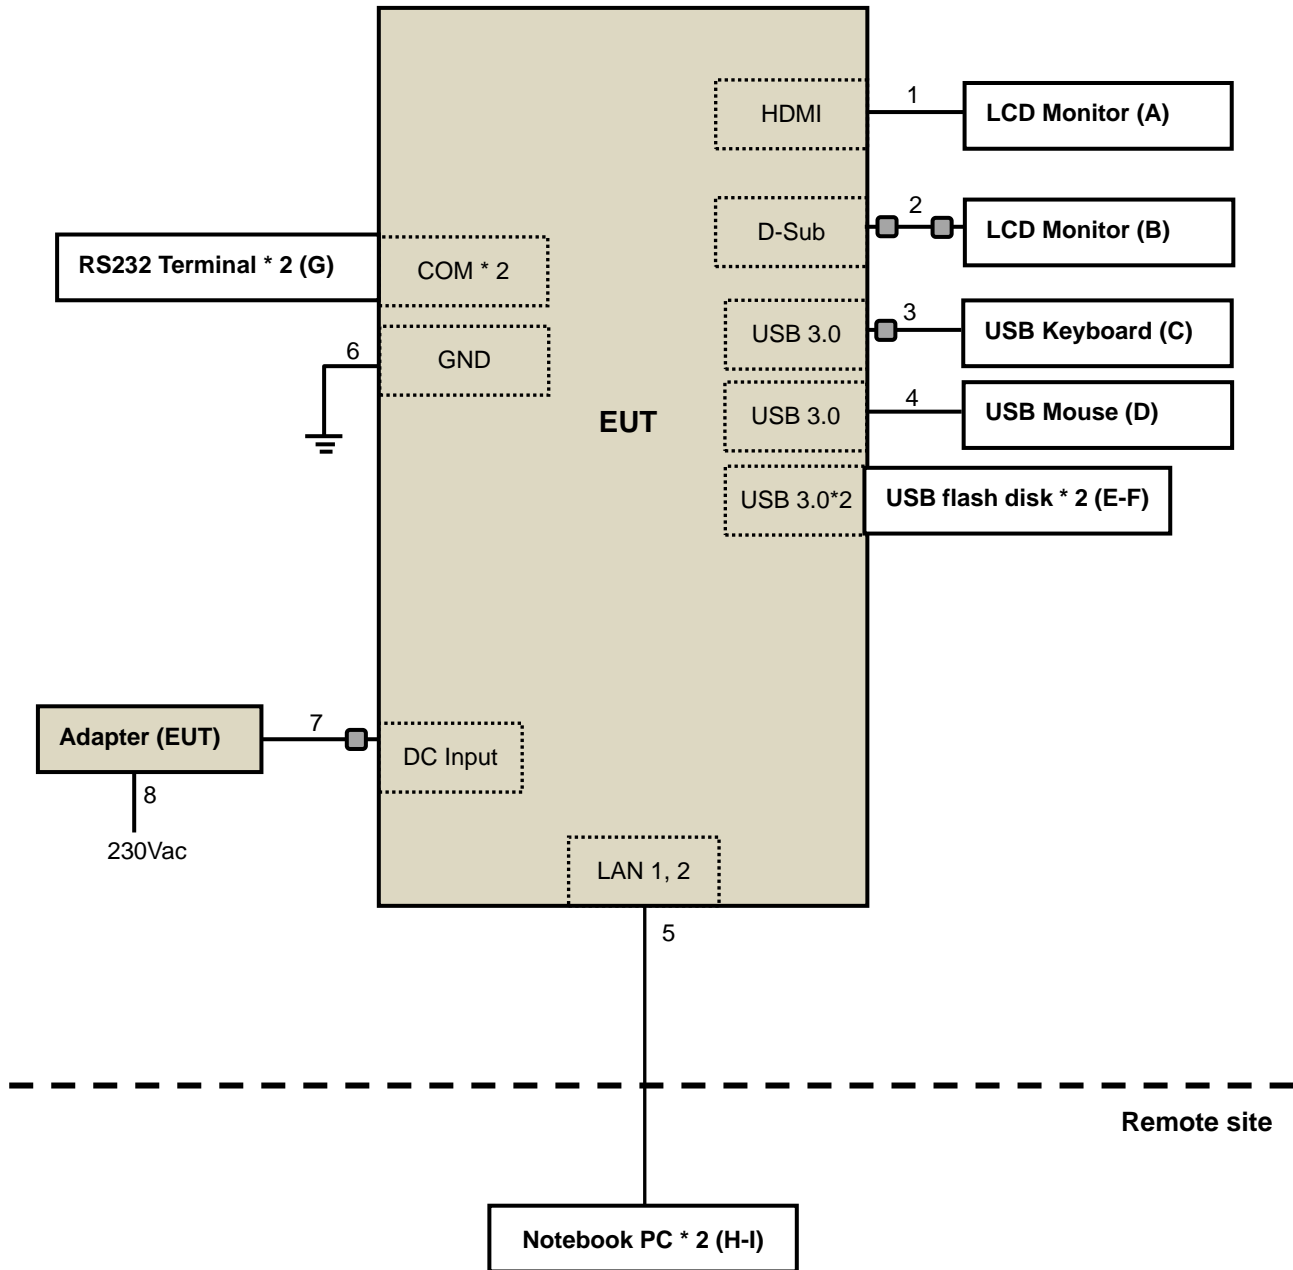 HDMI
1
LCD Monitor (A)
D-Sub
2
LCD Monitor (B)
RS232 Terminal * 2 (G)
COM * 2
USB 3.0
3
USB Keyboard (C)
6
GND
USB 3.0
4
USB Mouse (D)
EUT
USB 3.0*2
USB flash disk * 2 (E-F)
Adapter (EUT)
7
DC Input
8
230Vac
LAN 1, 2
5
Remote site
Notebook PC * 2 (H-I)